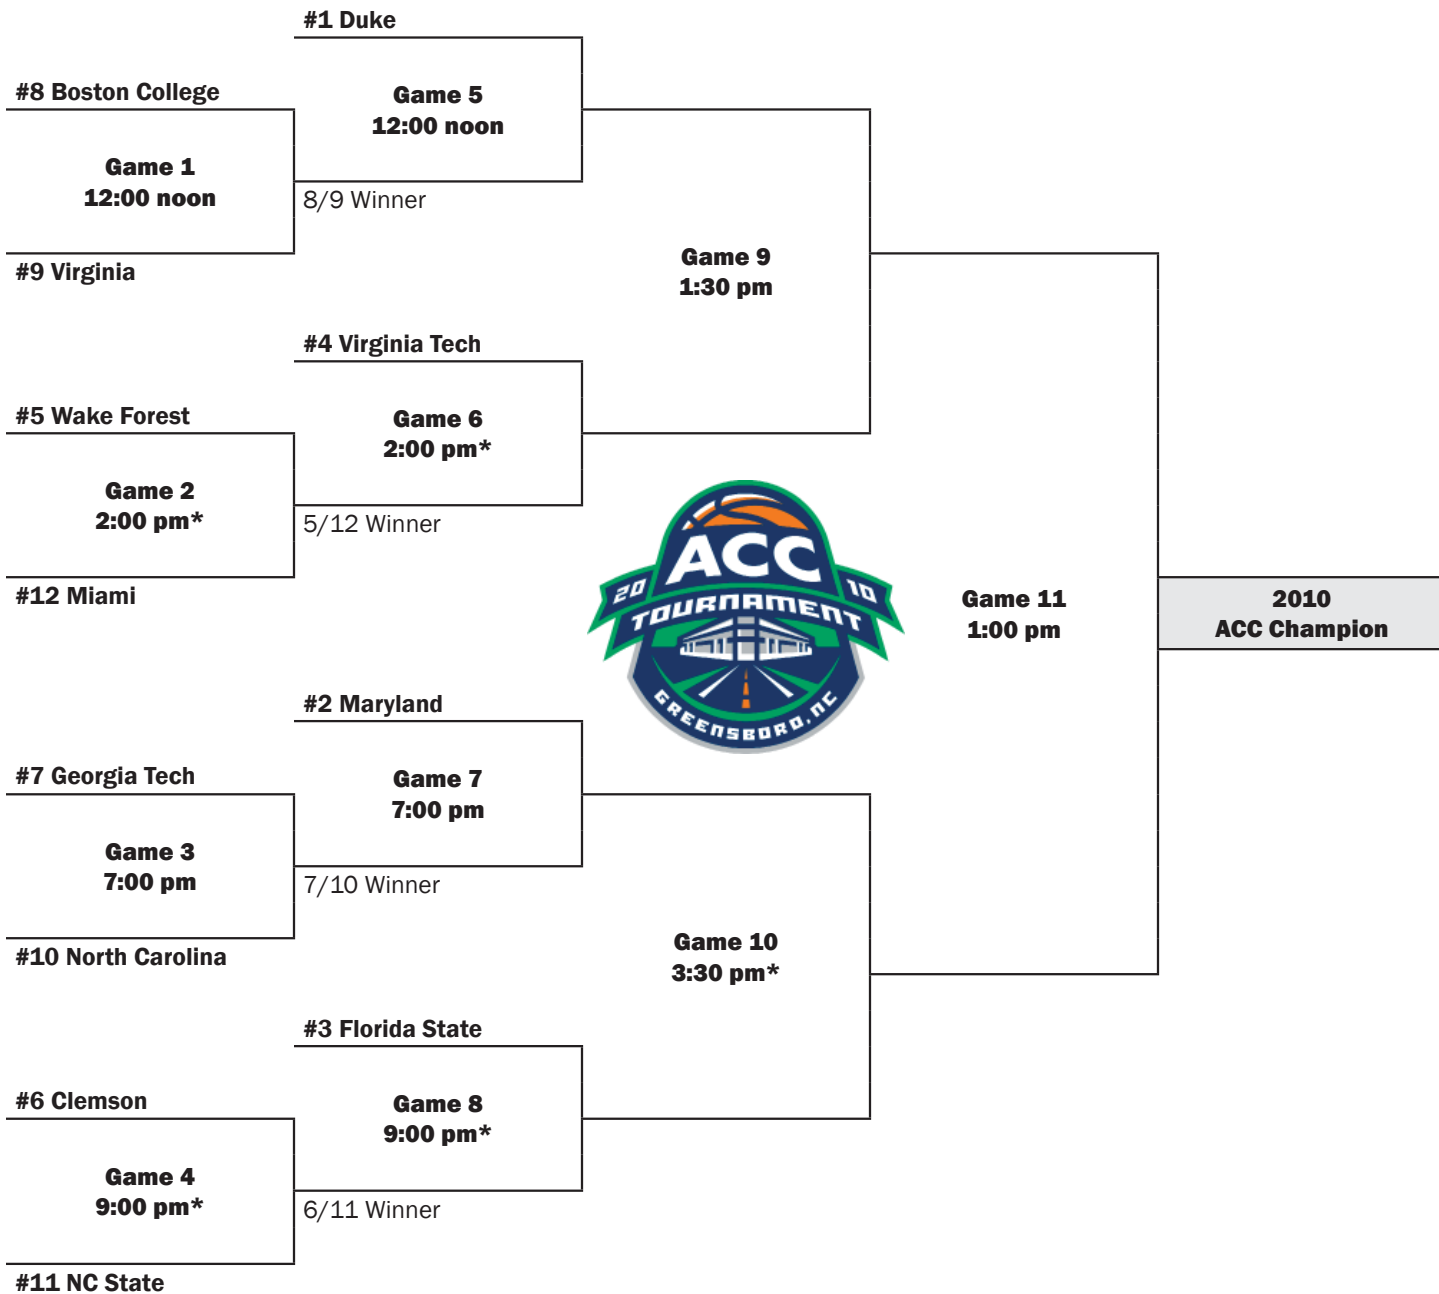 #1 Duke
#8 Boston College
Game 5
12:00 noon
Game 1
12:00 noon
8/9 Winner
#9 Virginia
Game 9
1:30 pm
#4 Virginia Tech
#5 Wake Forest
Game 6
2:00 pm*
Game 2
2:00 pm*
5/12 Winner
#12 Miami
ACC
20 10
TOURNAMENT
GREENSBORO, NC
Game 11
1:00 pm
2010
ACC Champion
#2 Maryland
#7 Georgia Tech
Game 7
7:00 pm
Game 3
7:00 pm
7/10 Winner
#10 North Carolina
Game 10
3:30 pm*
#3 Florida State
#6 Clemson
Game 8
9:00 pm*
Game 4
9:00 pm*
6/11 Winner
#11 NC State